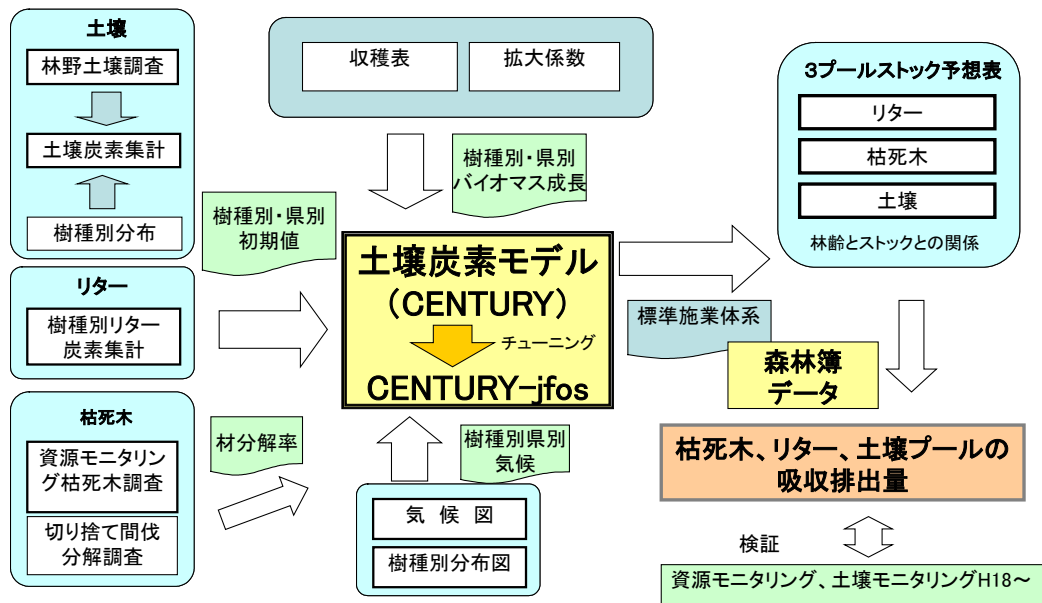 土壌
林野土壌調査
土壌炭素集計
樹種別分布
リター
樹種別リター
炭素集計
枯死木
資源モニタリン
グ枯死木調査
切り捨て間伐
分解調査
収穫表
拡大係数
樹種別・県別
バイオマス成長
樹種別・県別
初期値
材分解率
土壌炭素モデル
（CENTURY）
チューニング
CENTURY-jfos
樹種別県別
気候
気 候 図
樹種別分布図
3プールストック予想表
リター
枯死木
土壌
林齢とストックとの関係
標準施業体系
森林簿
データ
枯死木、リター、土壌プールの
吸収排出量
検証
資源モニタリング、土壌モニタリングH18～